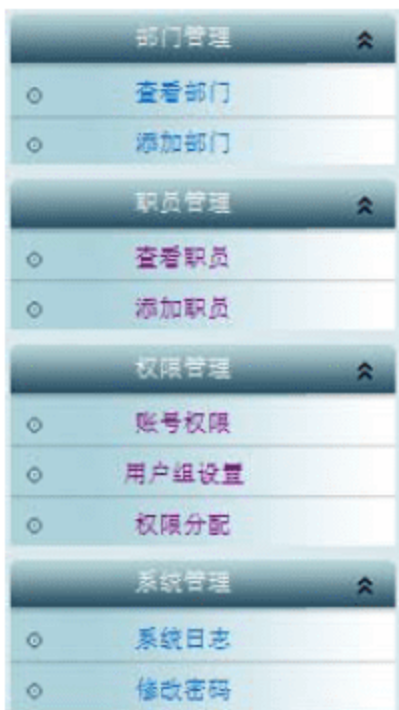 部门管理
查看部门
添加部门
职员管理
查看职员
添加职员
权限管理
账号权限
用户组设置
权限分配
系统管理
系统日志
修改密码